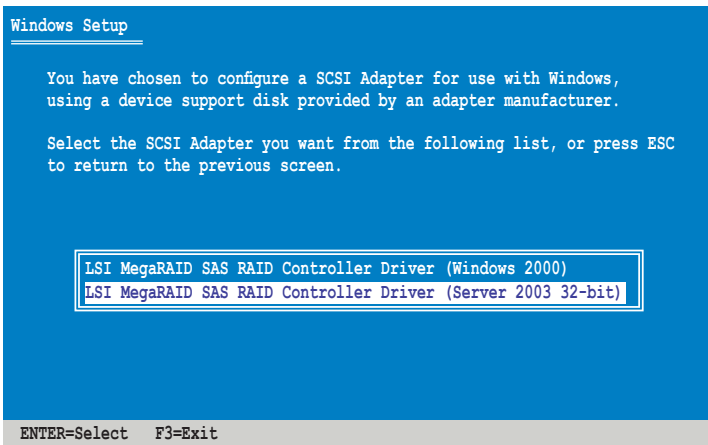 Windows Setup
You have chosen to configure a SCSI Adapter for use with Windows,
using a device support disk provided by an adapter manufacturer.
Select the SCSI Adapter you want from the following list, or press ESC
to return to the previous screen.
LSI MegaRAID SAS RAID Controller Driver (Windows 2000)
LSI MegaRAID SAS RAID Controller Driver (Server 2003 32-bit)
ENTER=Select F3=Exit